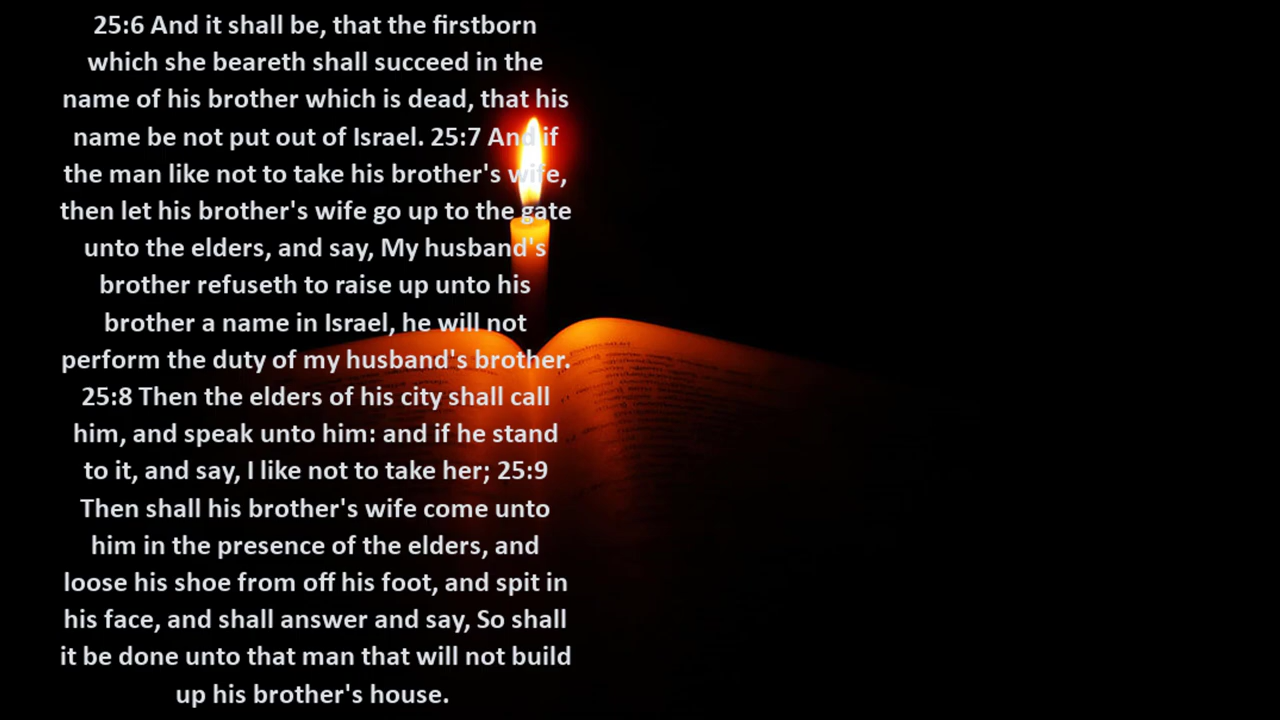 25:6 And it shall be, that the firstborn
which she beareth shall succeed in the
name of his brother which is dead, that his
name be not put out of Israel. 25:7 And if
the man like not to take his brother's wife,
then let his brother's wife go up to the gate
unto the elders, and say, My husband's
brother refuseth to raise up unto his
brother a name in Israel, he will not
perform the duty of my husband's brother.
25:8 Then the elders of his city shall call
him, and speak unto him: and if he stand
to it, and say, I like not to take her; 25:9
Then shall his brother's wife come unto
him in the presence of the elders, and
loose his shoe from off his foot, and spit in
his face, and shall answer and say, So shall
it be done unto that man that will not build
up his brother's house.